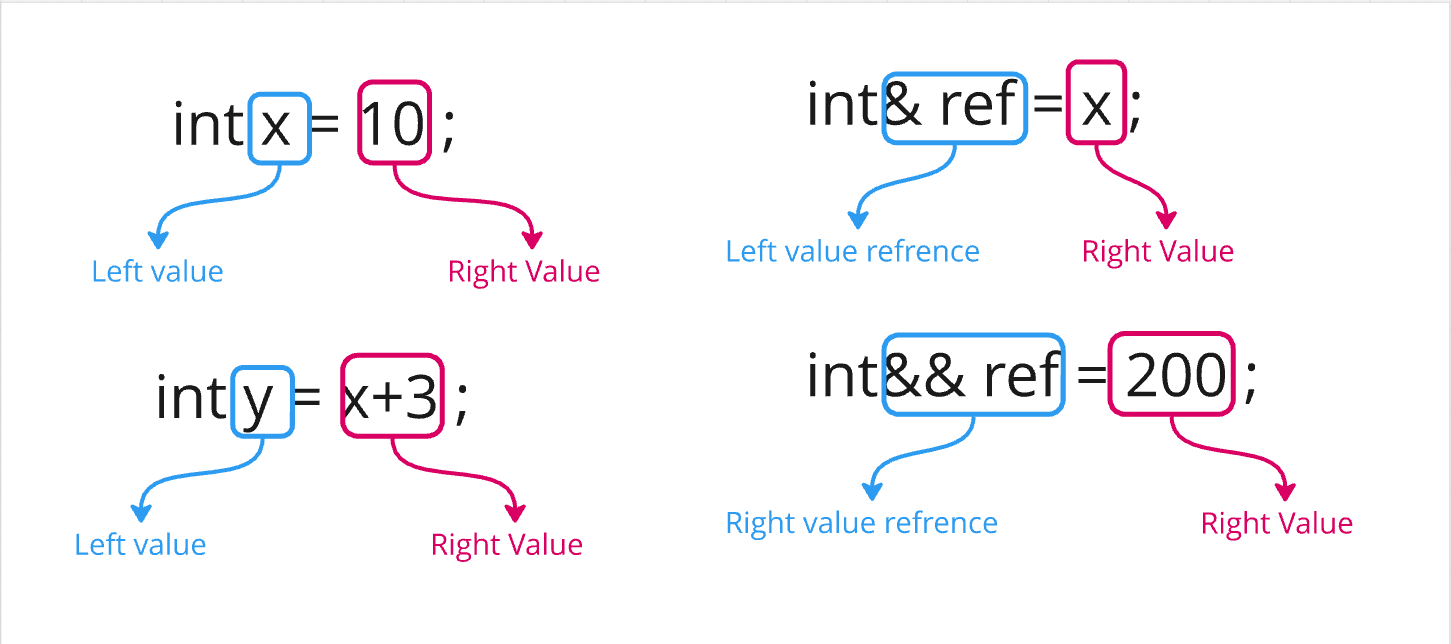 int x = 10 ;
Left value
Right Value
int& ref = x;
Left value refrence
Right Value
int y = x+3 ;
Left value
Right Value
int&& ref = 200 ;
Right value refrence
Right Value